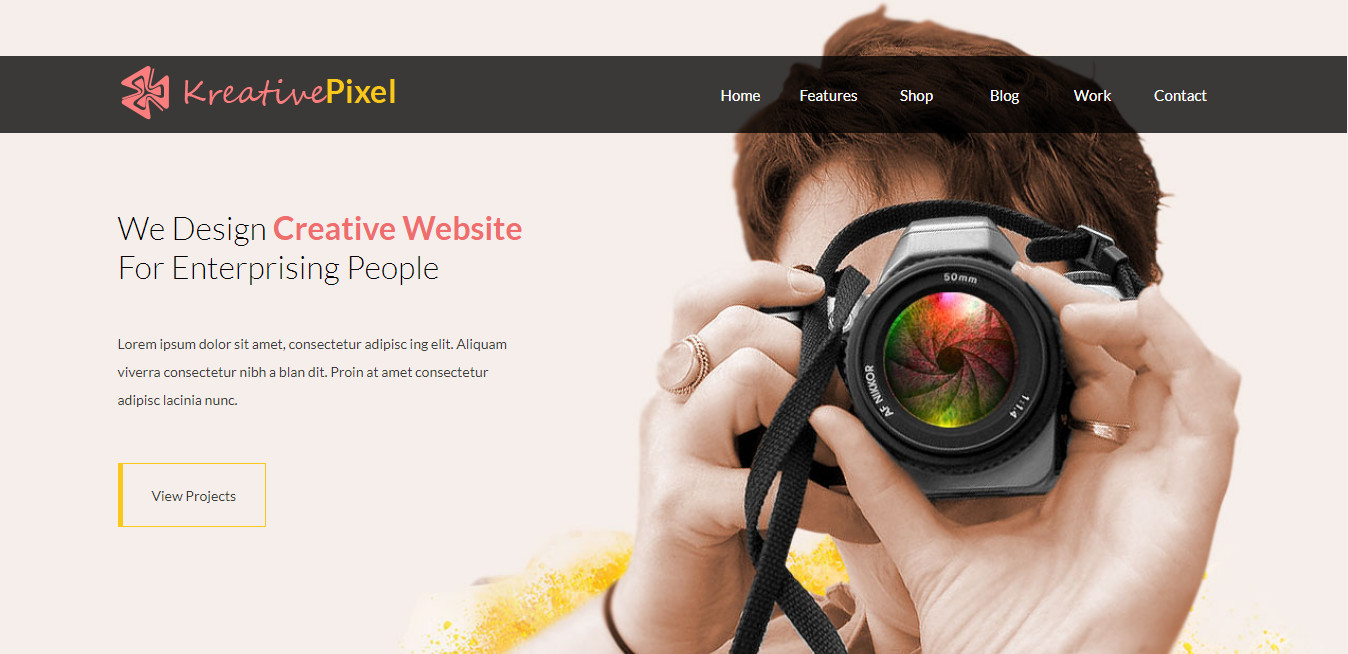 KreativePixel
Home Features Shop Blog Work Contact
We Design Creative Website
For Enterprising People
Lorem ipsum dolor sit amet, consectetur adipisc ing elit. Aliquam
viverra consectetur nibh a blan dit. Proin at amet consectetur
adipisc lacinia nunc.
View Projects
50mm
AF NIKKOR
1:1.4